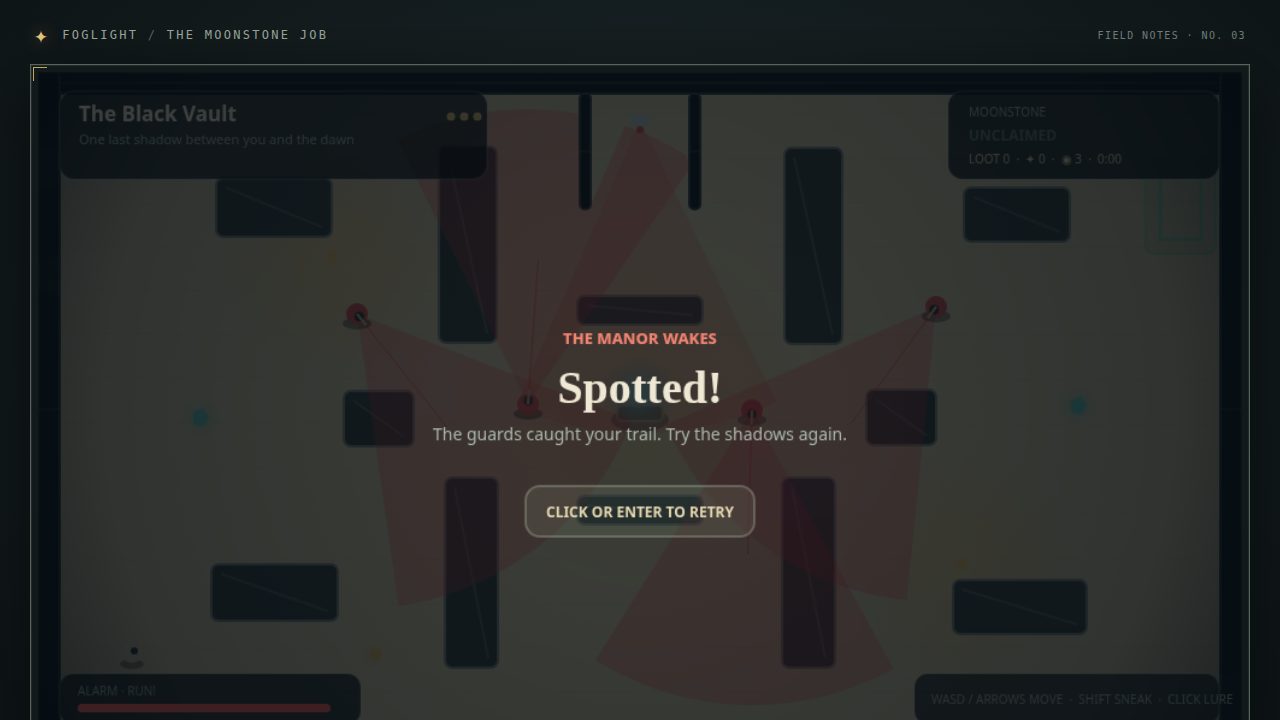 ✦ FOGLIGHT / THE MOONSTONE JOB
FIELD NOTES · NO. 03
The Black Vault
One last shadow between you and the dawn
MOONSTONE
UNCLAIMED
LOOT 0 · ✦ 0 · ◉ 3 · 0:00
THE MANOR WAKES
Spotted!
The guards caught your trail. Try the shadows again.
CLICK OR ENTER TO RETRY
ALARM · RUN!
WASD / ARROWS MOVE · SHIFT SNEAK · CLICK LURE